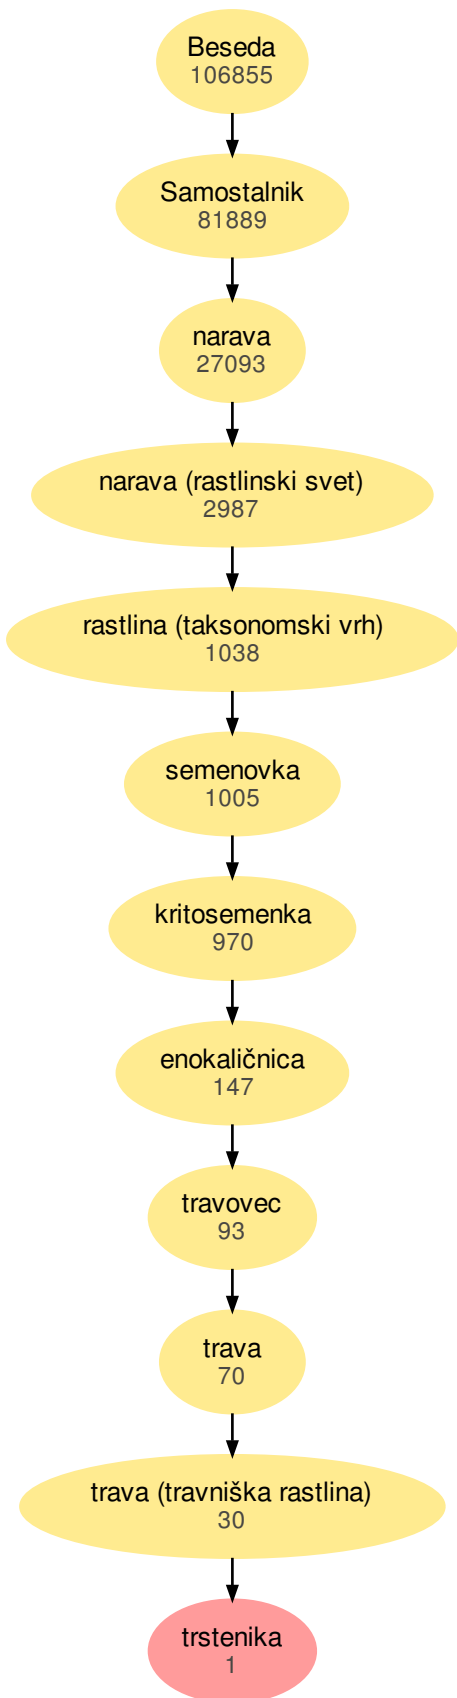 Beseda
106855
Samostalnik
81889
narava
27093
narava (rastlinski svet)
2987
rastlina (taksonomski vrh)
1038
semenovka
1005
kritosemenka
970
enokaličnica
147
travovec
93
trava
70
trava (travniška rastlina)
30
trstenika
1